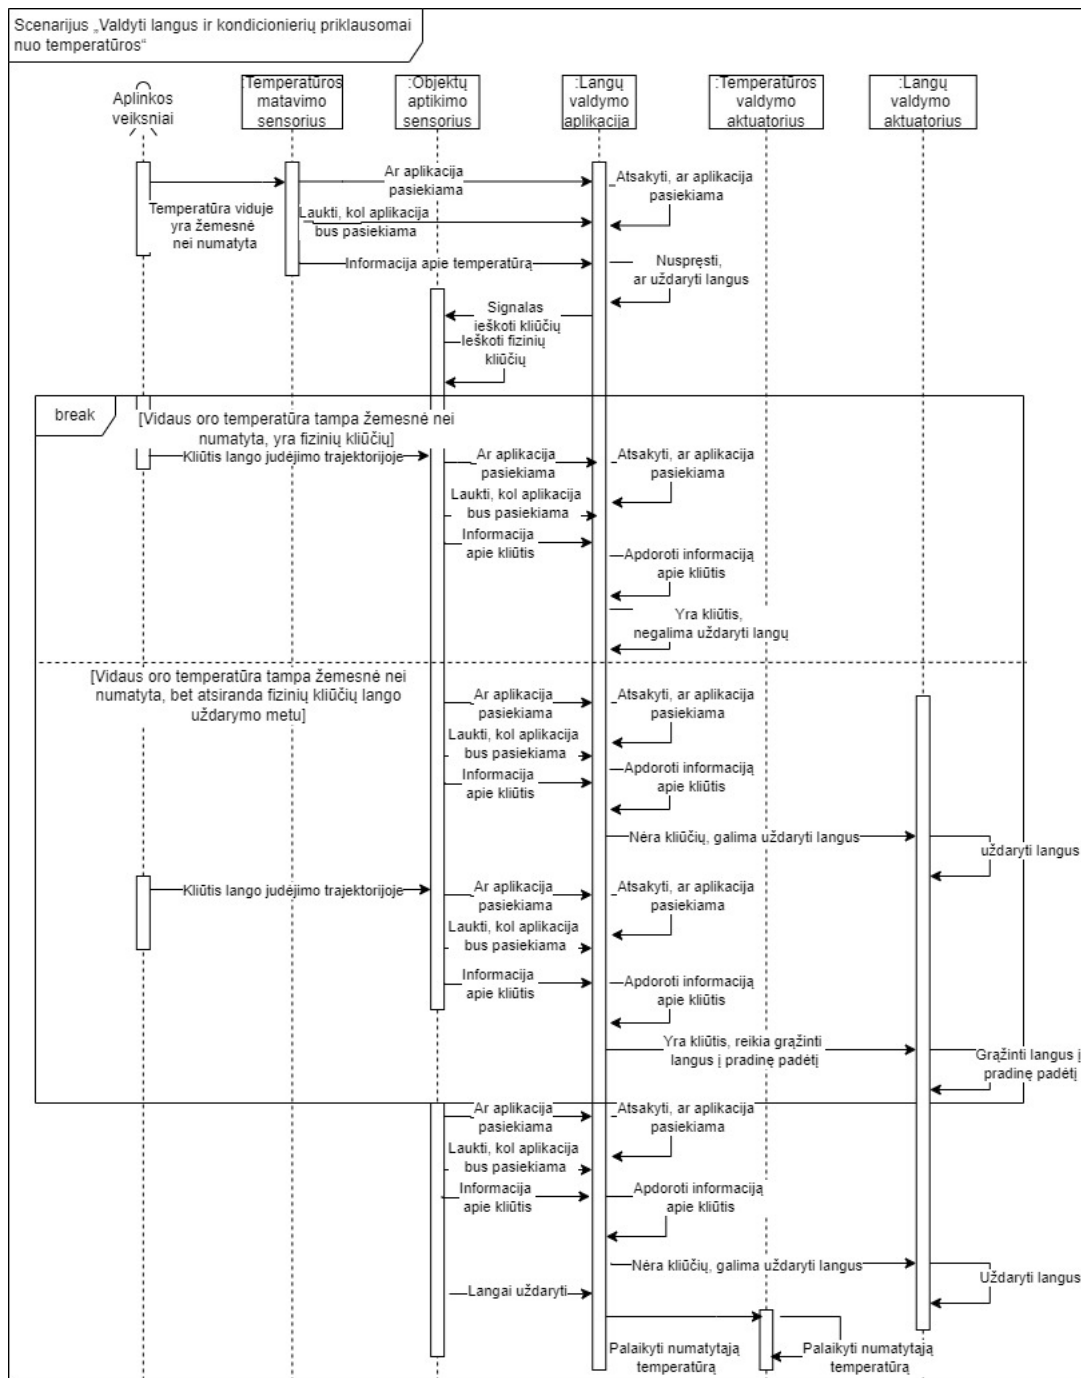 Scenarijus „Valdyti langus ir kondicionierių priklausomai
nuo temperatūros“
Aplinkos
veiksniai
:Temperatūros
matavimo
sensorius
:Objektų
aptikimo
sensorius
:Langų
valdymo
aplikacija
:Temperatūros
valdymo
aktuatorius
:Langų
valdymo
aktuatorius
Ar aplikacija
pasiekiama
Atsakyti, ar aplikacija
pasiekiama
Temperatūra viduje
yra žemesnė
nei numatyta
Laukti, kol aplikacija
bus pasiekiama
Informacija apie temperatūrą
Nuspręsti,
ar uždaryti langus
Signalas
ieškoti kliūčių
Ieškoti fizinių
kliūčių
break
[Vidaus oro temperatūra tampa žemesnė nei
numatyta, yra fizinių kliūčių]
Kliūtis lango judėjimo trajektorijoje
Ar aplikacija
pasiekiama
Atsakyti, ar aplikacija
pasiekiama
Laukti, kol aplikacija
bus pasiekiama
Informacija
apie kliūtis
Apdoroti informaciją
apie kliūtis
Yra kliūtis,
negalima uždaryti langų
[Vidaus oro temperatūra tampa žemesnė nei
numatyta, bet atsiranda fizinių kliūčių lango
uždarymo metu]
Ar aplikacija
pasiekiama
Atsakyti, ar aplikacija
pasiekiama
Laukti, kol aplikacija
bus pasiekiama
Informacija
apie kliūtis
Apdoroti informaciją
apie kliūtis
Nėra kliūčių, galima uždaryti langus
uždaryti langus
Kliūtis lango judėjimo trajektorijoje
Ar aplikacija
pasiekiama
Atsakyti, ar aplikacija
pasiekiama
Laukti, kol aplikacija
bus pasiekiama
Informacija
apie kliūtis
Apdoroti informaciją
apie kliūtis
Yra kliūtis, reikia grąžinti
langus į pradinę padėtį
Grąžinti langus į
pradinę padėtį
Ar aplikacija
pasiekiama
Atsakyti, ar aplikacija
pasiekiama
Laukti, kol aplikacija
bus pasiekiama
Informacija
apie kliūtis
Apdoroti informaciją
apie kliūtis
Nėra kliūčių, galima uždaryti langus
Uždaryti langus
Langai uždaryti
Palaikyti numatytąją
temperatūrą
Palaikyti numatytąją
temperatūrą